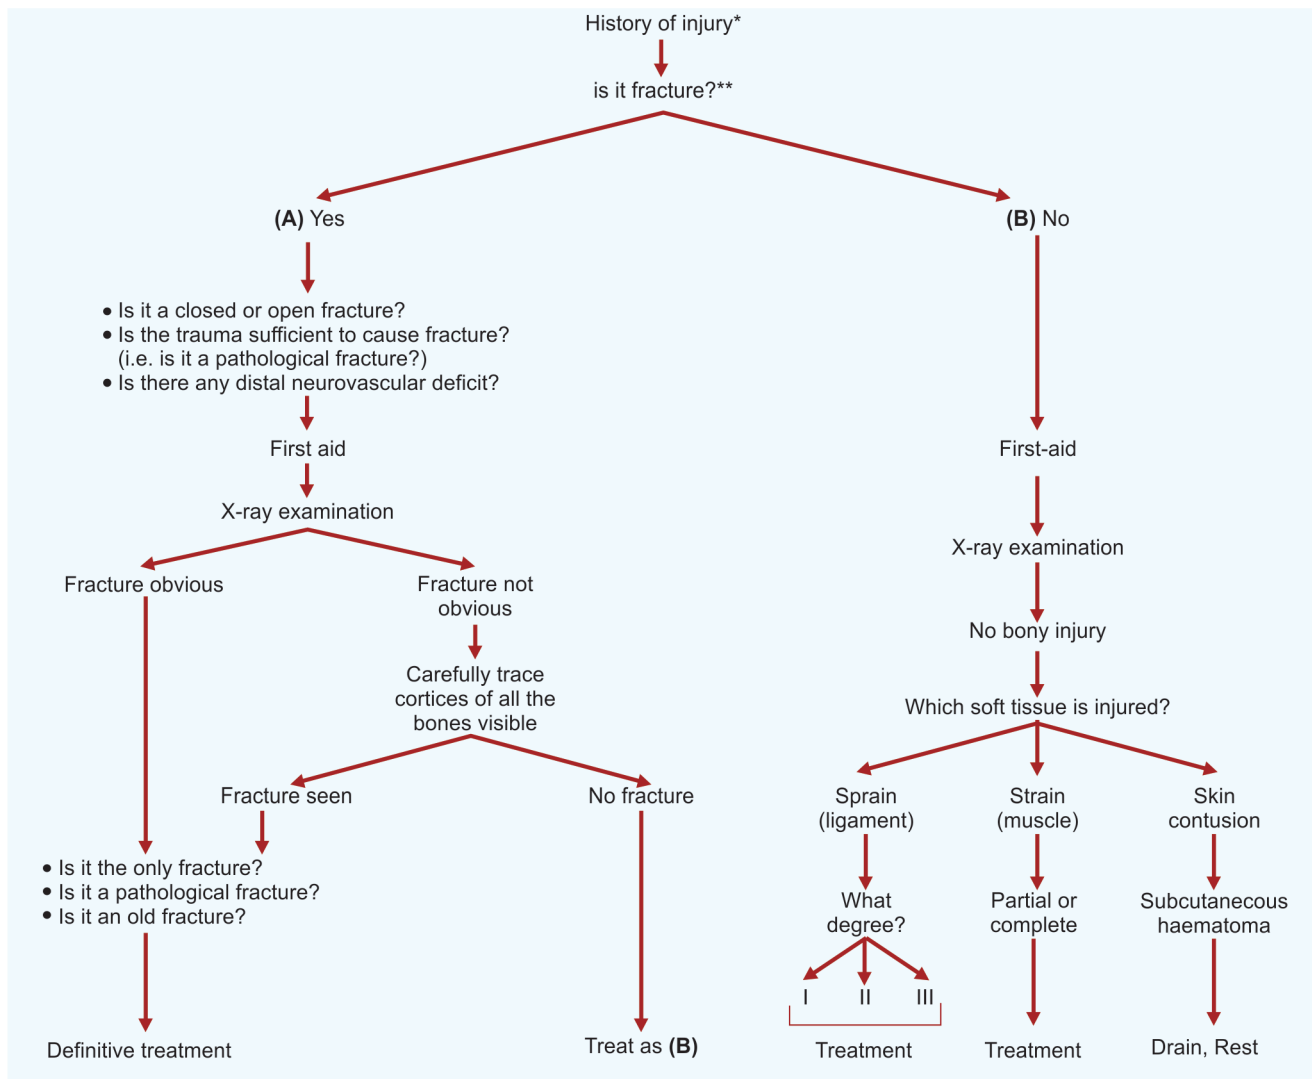 History of injury*
is it fracture?**
(A) Yes
(B) No
• Is it a closed or open fracture?
• Is the trauma sufficient to cause fracture?
(i.e. is it a pathological fracture?)
• Is there any distal neurovascular deficit?
First aid
X-ray examination
Fracture obvious
Fracture not
obvious
Carefully trace
cortices of all the
bones visible
Fracture seen
No fracture
• Is it the only fracture?
• Is it a pathological fracture?
• Is it an old fracture?
Definitive treatment
Treat as (B)
First-aid
X-ray examination
No bony injury
Which soft tissue is injured?
Sprain
(ligament)
What
degree?
I II III
Treatment
Strain
(muscle)
Partial or
complete
Treatment
Skin
contusion
Subcutaneous
haematoma
Drain, Rest